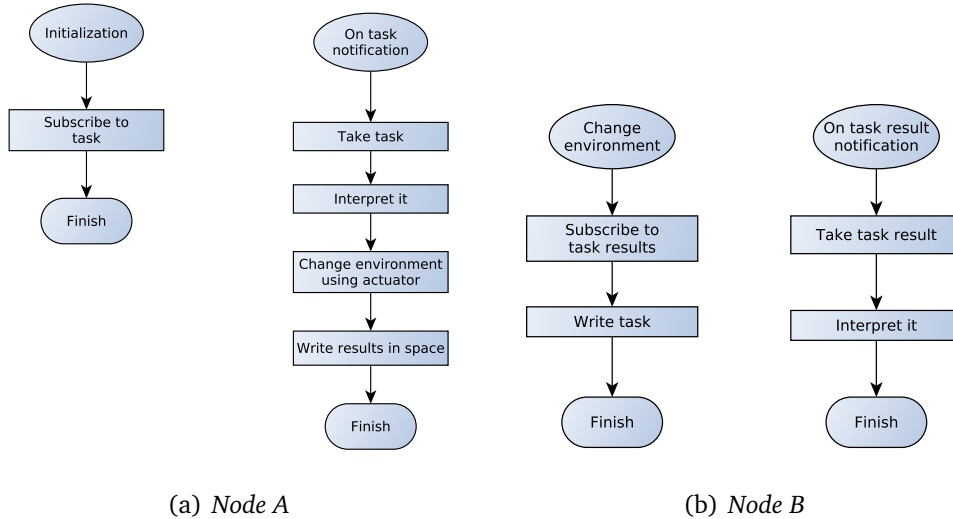 Initialization
Subscribe to
task
Finish
On task
notification
Take task
Interpret it
Change environment
using actuator
Write results in space
Finish
(a) Node A
Change
environment
Subscribe to
task results
Write task
Finish
On task result
notification
Take task result
Interpret it
Finish
(b) Node B